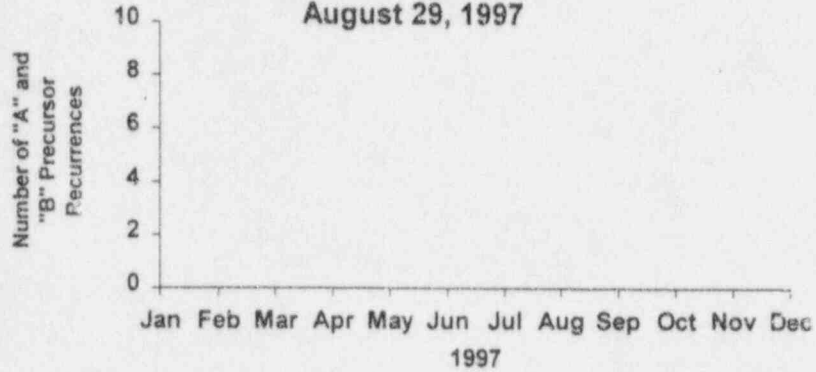 August 29, 1997
Number of "A" and
"B" Precursor
Recurrences
10
8
6
4
2
0
Jan Feb Mar Apr May Jun Jul Aug Sep Oct Nov Dec
1997